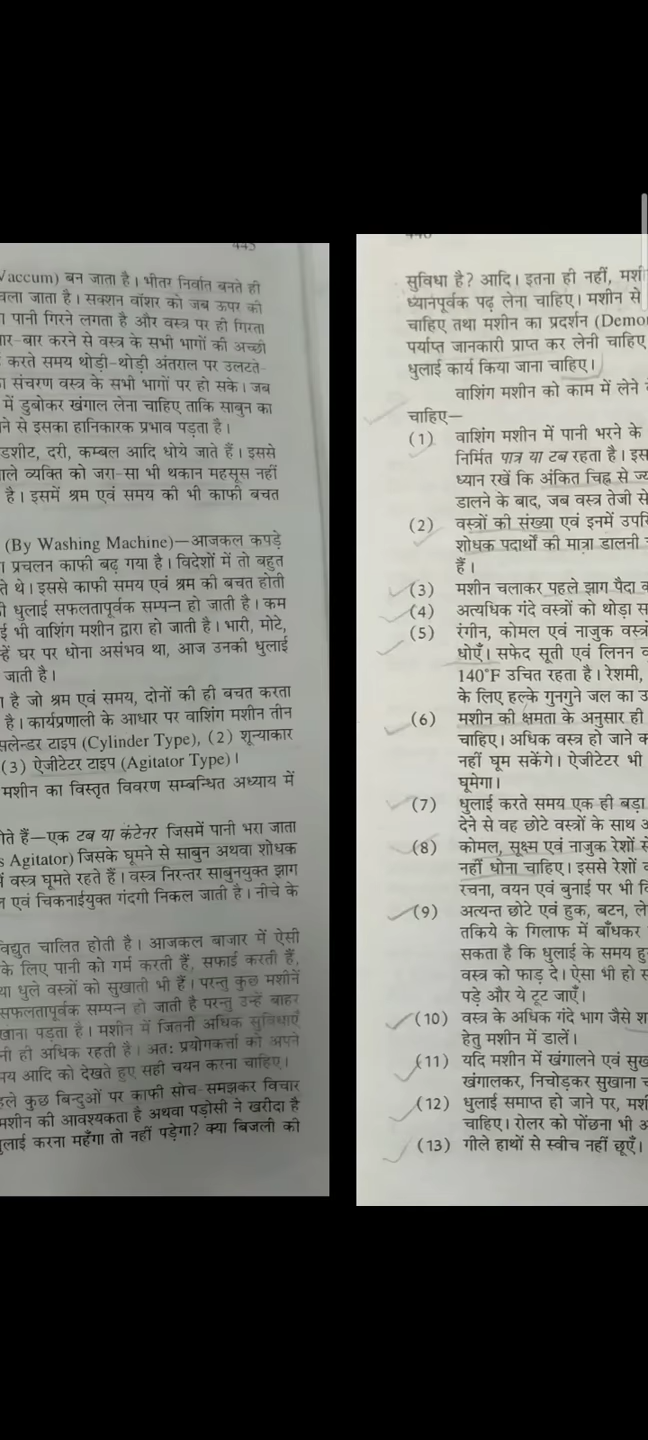 445
Vaccum) बन जाता है। भीतर निर्वात बनते ही
चला जाता है। सक्शन वॉशर को जब ऊपर की
पानी गिरने लगता है और वस्त्र पर ही गिरता
बार-बार करने से वस्त्र के सभी भागों की अच्छी
करते समय थोड़ी-थोड़ी अंतराल पर उलटते-
संचरण वस्त्र के सभी भागों पर हो सके। जब
में डुबोकर खंगाल लेना चाहिए ताकि साबुन का
ने से इसका हानिकारक प्रभाव पड़ता है।
डशीट, दरी, कम्बल आदि धोये जाते हैं। इससे
वाले व्यक्ति को जरा-सा भी थकान महसूस नहीं
है। इसमें श्रम एवं समय की भी काफी बचत
(By Washing Machine)—आजकल कपड़े
प्रचलन काफी बढ़ गया है। विदेशों में तो बहुत
ते थे। इससे काफी समय एवं श्रम की बचत होती
धुलाई सफलतापूर्वक सम्पन्न हो जाती है। कम
ई भी वाशिंग मशीन द्वारा हो जाती है। भारी, मोटे,
न्हें घर पर धोना असंभव था, आज उनकी धुलाई
जाती है।
है जो श्रम एवं समय, दोनों की ही बचत करता
है। कार्यप्रणाली के आधार पर वाशिंग मशीन तीन
सलेन्डर टाइप (Cylinder Type), (2) शून्याकार
(3) ऐजीटेटर टाइप (Agitator Type)।
मशीन का विस्तृत विवरण सम्बन्धित अध्याय में
होते हैं—एक टब या कंटेनर जिसमें पानी भरा जाता
s Agitator) जिसके घूमने से साबुन अथवा शोधक
वस्त्र घूमते रहते हैं। वस्त्र निरन्तर साबुनयुक्त झाग
एवं चिकनाईयुक्त गंदगी निकल जाती है। नीचे के
विद्युत चालित होती है। आजकल बाजार में ऐसी
के लिए पानी को गर्म करती हैं, सफाई करती हैं,
या धुले वस्त्रों को सुखाती भी हैं। परन्तु कुछ मशीनें
सफलतापूर्वक सम्पन्न हो जाती है परन्तु उन्हें बाहर
खाना पड़ता है। मशीन में जितनी अधिक सुविधाएँ
नी ही अधिक रहती है। अतः प्रयोगकर्त्ता को अपने
मय आदि को देखते हुए सही चयन करना चाहिए।
हले कुछ बिन्दुओं पर काफी सोच-समझकर विचार
मशीन की आवश्यकता है अथवा पड़ोसी ने खरीदा है
धुलाई करना महँगा तो नहीं पड़ेगा? क्या बिजली की
सुविधा है? आदि। इतना ही नहीं, मशी
ध्यानपूर्वक पढ़ लेना चाहिए। मशीन से
चाहिए तथा मशीन का प्रदर्शन (Demo
पर्याप्त जानकारी प्राप्त कर लेनी चाहिए
धुलाई कार्य किया जाना चाहिए।
वाशिंग मशीन को काम में लेने
चाहिए—
(1) वाशिंग मशीन में पानी भरने के
निर्मित पात्र या टब रहता है। इस
ध्यान रखें कि अंकित चिह्न से ज्य
डालने के बाद, जब वस्त्र तेजी से
(2) वस्त्रों की संख्या एवं इनमें उपरि
शोधक पदार्थों की मात्रा डालनी
हैं।
(3) मशीन चलाकर पहले झाग पैदा क
(4) अत्यधिक गंदे वस्त्रों को थोड़ा स
(5) रंगीन, कोमल एवं नाजुक वस्त्र
धोएँ। सफेद सूती एवं लिनन व
140°F उचित रहता है। रेशमी,
के लिए हल्के गुनगुने जल का उ
(6) मशीन की क्षमता के अनुसार ही
चाहिए। अधिक वस्त्र हो जाने क
नहीं घूम सकेंगे। ऐजीटेटर भी
घूमेगा।
(7) धुलाई करते समय एक ही बड़ा
देने से वह छोटे वस्त्रों के साथ अ
(8) कोमल, सूक्ष्म एवं नाजुक रेशों से
नहीं धोना चाहिए। इससे रेशों व
रचना, वयन एवं बुनाई पर भी वि
(9) अत्यन्त छोटे एवं हुक, बटन, ले
तकिये के गिलाफ में बाँधकर
सकता है कि धुलाई के समय हु
वस्त्र को फाड़ दे। ऐसा भी हो स
पड़े और ये टूट जाएँ।
(10) वस्त्र के अधिक गंदे भाग जैसे श
हेतु मशीन में डालें।
(11) यदि मशीन में खंगालने एवं सुख
खंगालकर, निचोड़कर सुखाना च
(12) धुलाई समाप्त हो जाने पर, मशी
चाहिए। रोलर को पोंछना भी अ
(13) गीले हाथों से स्वीच नहीं छूएँ।